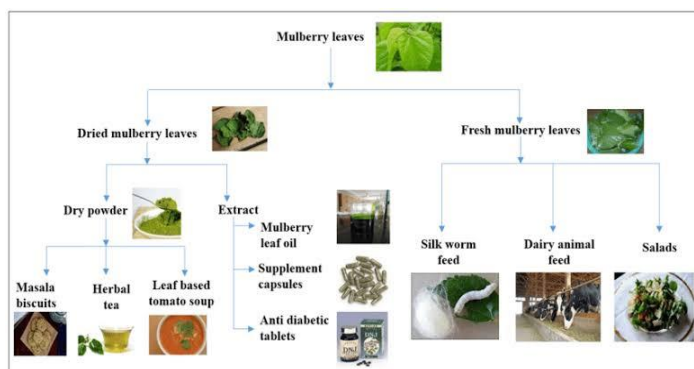 Mulberry leaves
Dried mulberry leaves
Fresh mulberry leaves
Dry powder
Extract
Mulberry
leaf oil
Supplement
capsules
Anti diabetic
tablets
Masala
biscuits
Herbal
tea
Leaf based
tomato soup
Silk worm
feed
Dairy animal
feed
Salads